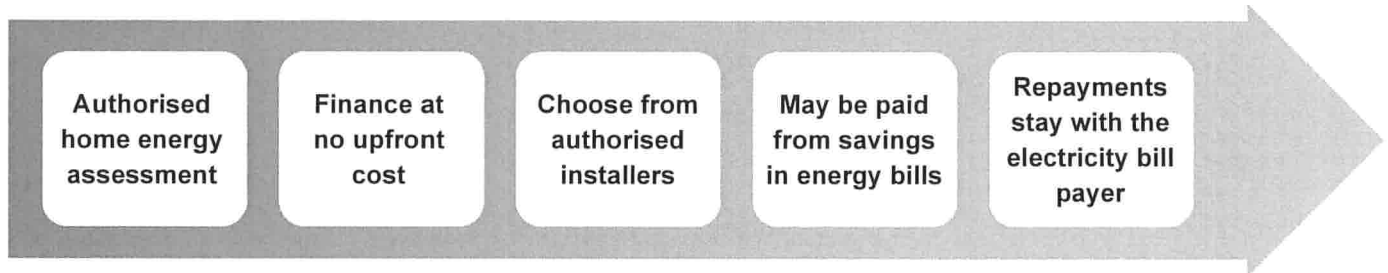 Authorised
home energy
assessment
Finance at
no upfront
cost
Choose from
authorised
installers
May be paid
from savings
in energy bills
Repayments
stay with the
electricity bill
payer